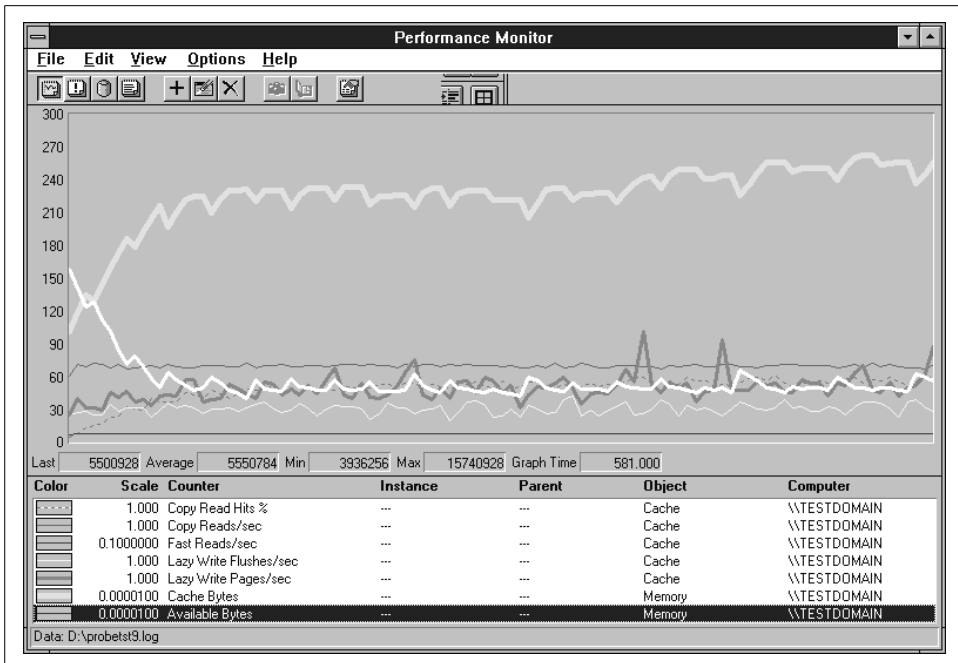 Performance Monitor
File Edit View Options Help
300
270
240
210
180
150
120
90
60
30
0
Last 5500928 Average 5550784 Min 3936256 Max 15740928 Graph Time 581.000
Color Scale Counter Instance Parent Object Computer
1.000 Copy Read Hits % --- --- Cache \\TESTDOMAIN
1.000 Copy Reads/sec --- --- Cache \\TESTDOMAIN
0.1000000 Fast Reads/sec --- --- Cache \\TESTDOMAIN
1.000 Lazy Write Flushes/sec --- --- Cache \\TESTDOMAIN
1.000 Lazy Write Pages/sec --- --- Cache \\TESTDOMAIN
0.0000100 Cache Bytes --- --- Memory \\TESTDOMAIN
0.0000100 Available Bytes --- --- Memory \\TESTDOMAIN
Data: D:\probetst9.log